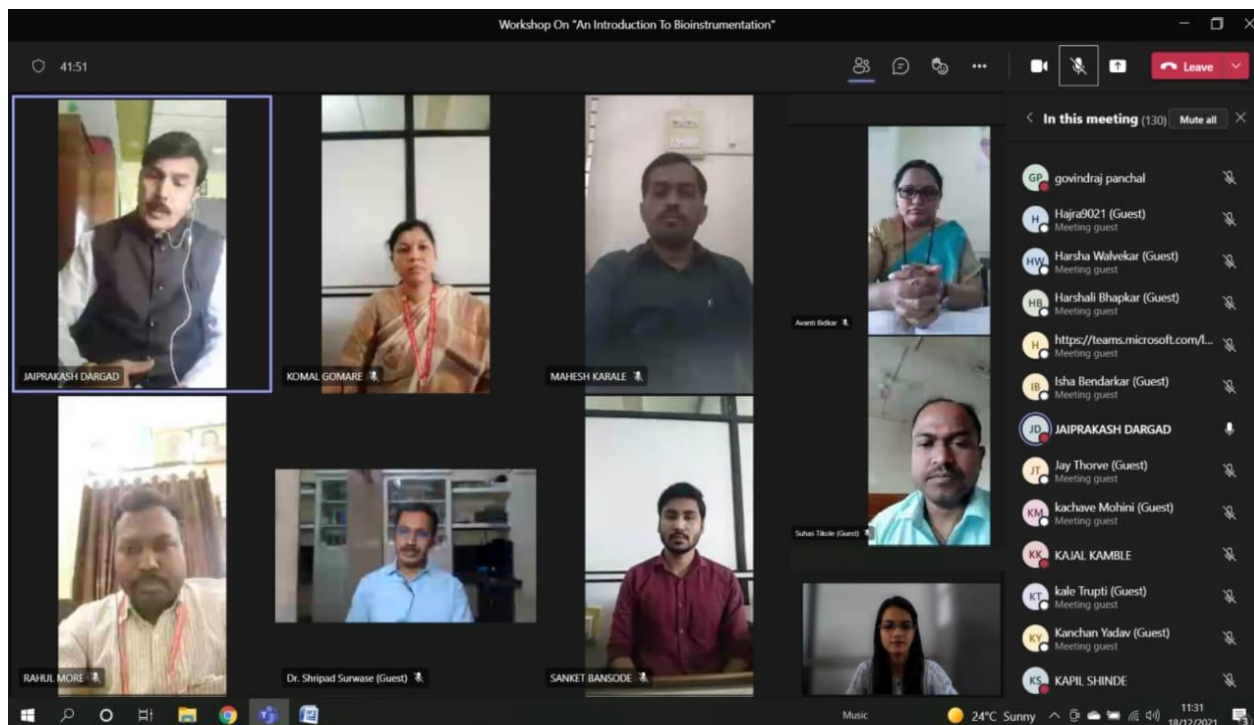 Workshop On "An Introduction To Bioinstrumentation"
41:51
Leave
In this meeting (130)
Mute all
JAIPRAKASH DARGAD
KOMAL GOMARE
MAHESH KARALE
Avanti Bidkar
Suhas Tikole (Guest)
RAHUL MORE
Dr. Shripad Surwase (Guest)
SANKET BANSODE
GP govindraj panchal
H Hajra9021 (Guest)
Meeting guest
HW Harsha Walvekar (Guest)
Meeting guest
HB Harshali Bhapkar (Guest)
Meeting guest
H https://teams.microsoft.com/l...
Meeting guest
IB Isha Bendarkar (Guest)
Meeting guest
JD JAIPRAKASH DARGAD
JT Jay Thorve (Guest)
Meeting guest
KM kachave Mohini (Guest)
Meeting guest
KK KAJAL KAMBLE
KT kale Trupti (Guest)
Meeting guest
KY Kanchan Yadav (Guest)
Meeting guest
KS KAPIL SHINDE
Music
24°C Sunny
11:31
18/12/2021